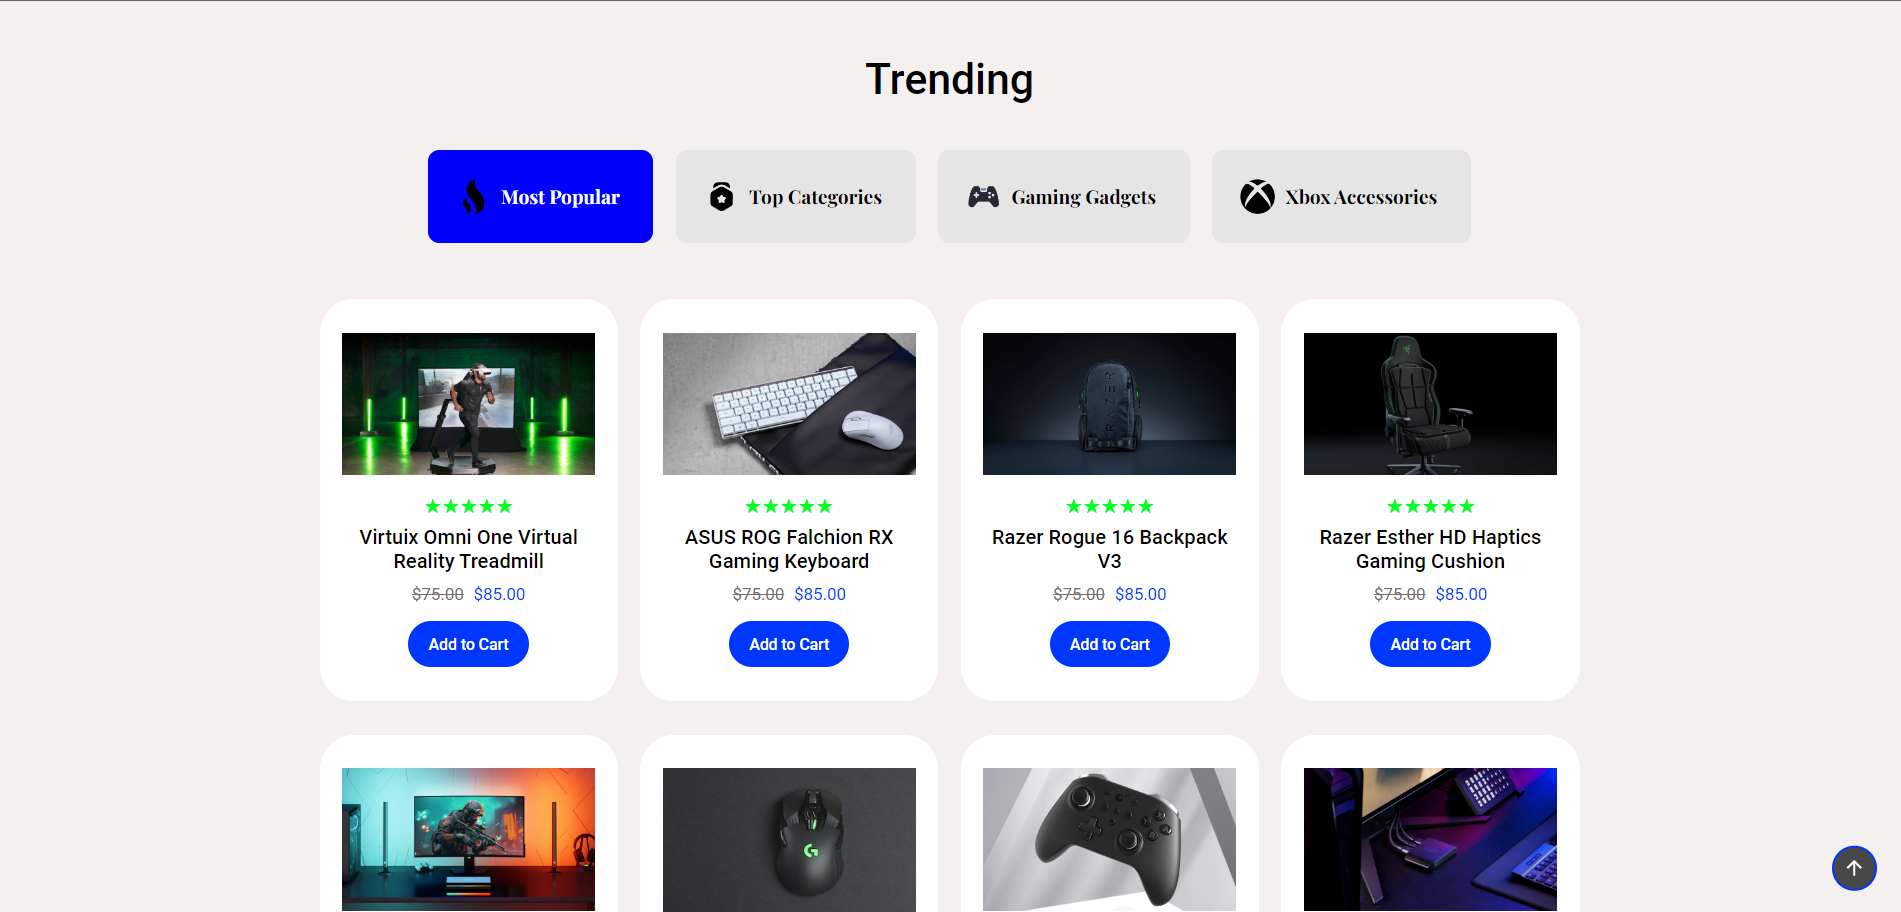 Trending
Most Popular
Top Categories
Gaming Gadgets
Xbox Accessories
RAZER
Virtuix Omni One Virtual
Reality Treadmill
$75.00 $85.00
Add to Cart
ASUS ROG Falchion RX
Gaming Keyboard
$75.00 $85.00
Add to Cart
Razer Rogue 16 Backpack
V3
$75.00 $85.00
Add to Cart
Razer Esther HD Haptics
Gaming Cushion
$75.00 $85.00
Add to Cart